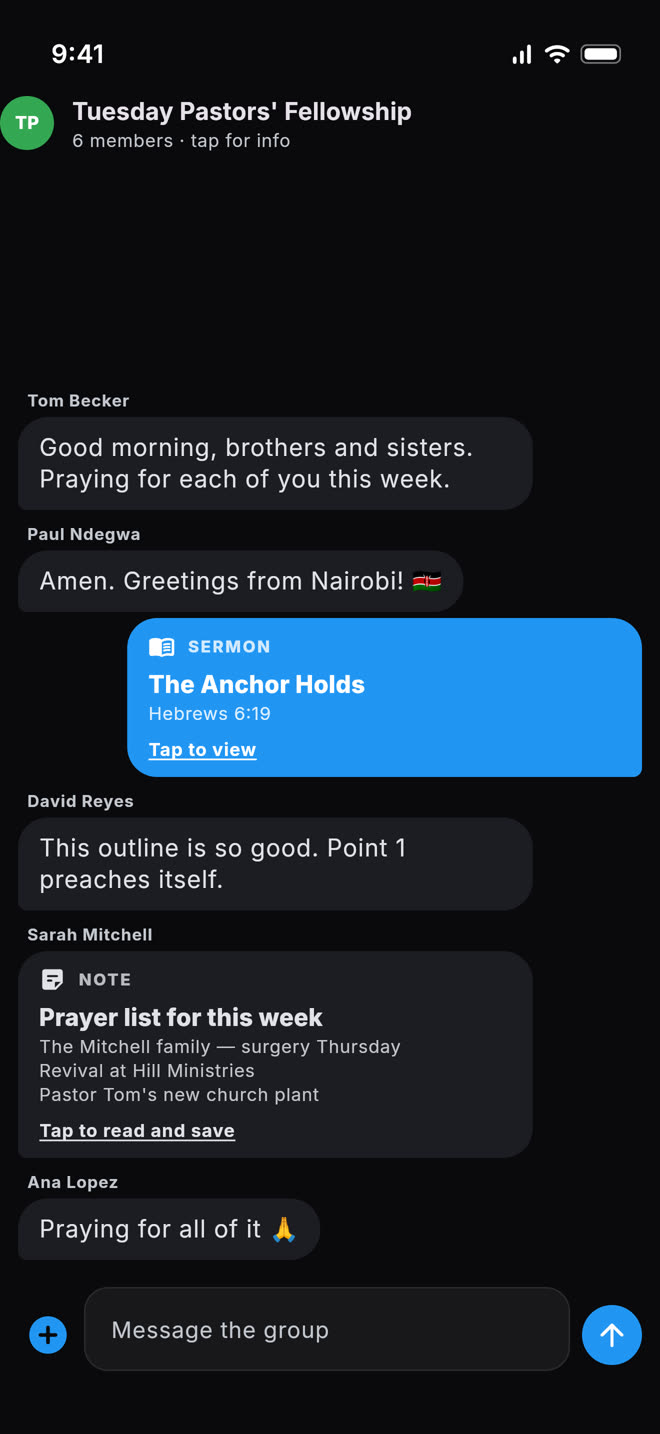 9:41
TP
Tuesday Pastors' Fellowship
6 members · tap for info
Tom Becker
Good morning, brothers and sisters.
Praying for each of you this week.
Paul Ndegwa
Amen. Greetings from Nairobi! 🇰🇪
SERMON
The Anchor Holds
Hebrews 6:19
Tap to view
David Reyes
This outline is so good. Point 1
preaches itself.
Sarah Mitchell
NOTE
Prayer list for this week
The Mitchell family — surgery Thursday
Revival at Hill Ministries
Pastor Tom's new church plant
Tap to read and save
Ana Lopez
Praying for all of it 🙏
Message the group